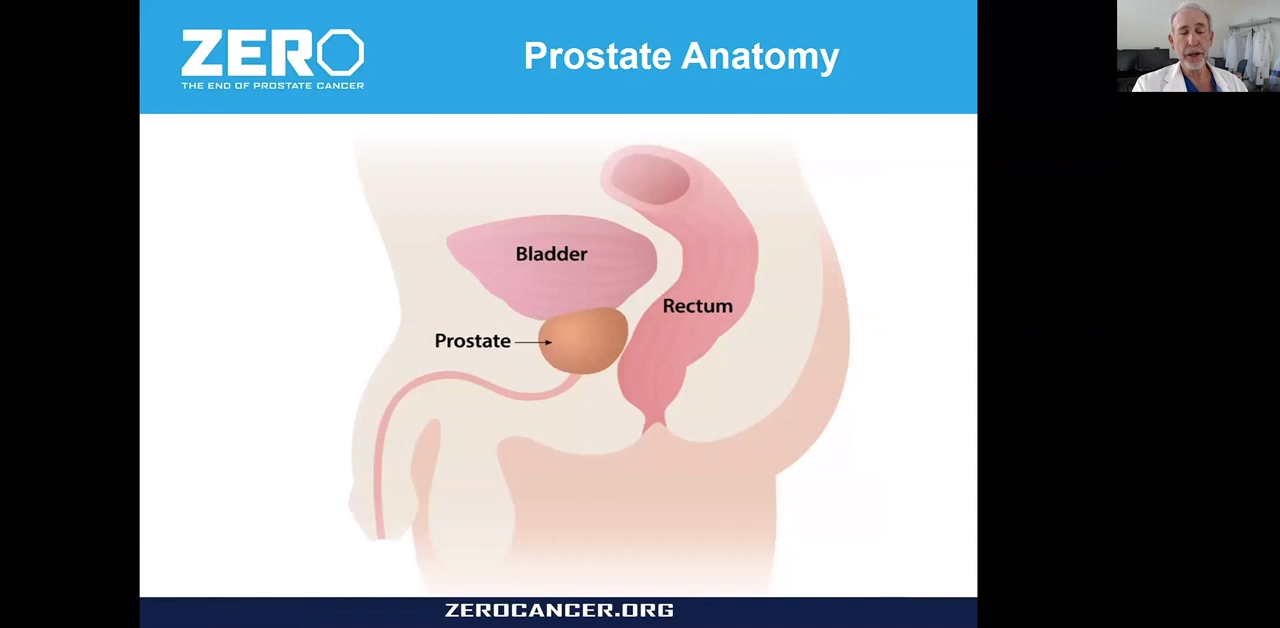 ZERO
THE END OF PROSTATE CANCER
Prostate Anatomy
Bladder
Rectum
Prostate
ZEROCANCER.ORG